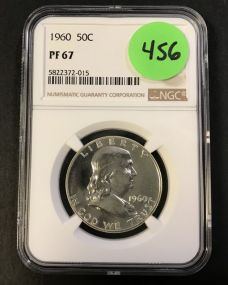 1960 50C
PF 67
5822372-015
NUMISMATIC GUARANTY CORPORATION
NGC
456
LIBERTY
1960
IN GOD WE TRUST